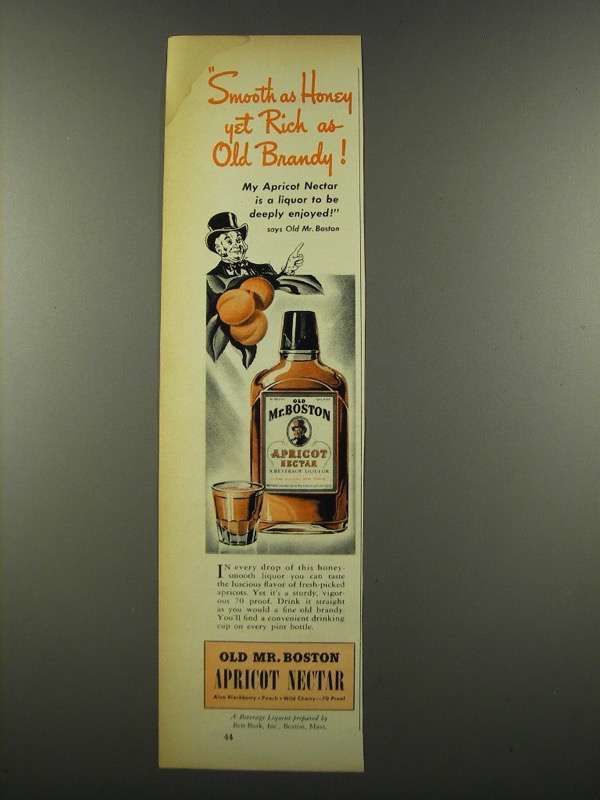 "Smooth as Honey
yet Rich as
Old Brandy!
My Apricot Nectar
is a liquor to be
deeply enjoyed!"
says Old Mr. Boston
OLD
Mr. BOSTON
APRICOT
NECTAR
A BEVERAGE LIQUEUR
IN every drop of this honey-
smooth liquor you can taste
the luscious flavor of fresh-picked
apricots. Yet it's a sturdy, vigor-
ous 70 proof. Drink it straight
as you would a fine old brandy.
You'll find a convenient drinking
cup on every pint bottle.
OLD MR. BOSTON
APRICOT NECTAR
Also Blackberry • Peach • Wild Cherry—70 Proof
A Beverage Liqueur prepared by
Ben-Burk, Inc., Boston, Mass.
44